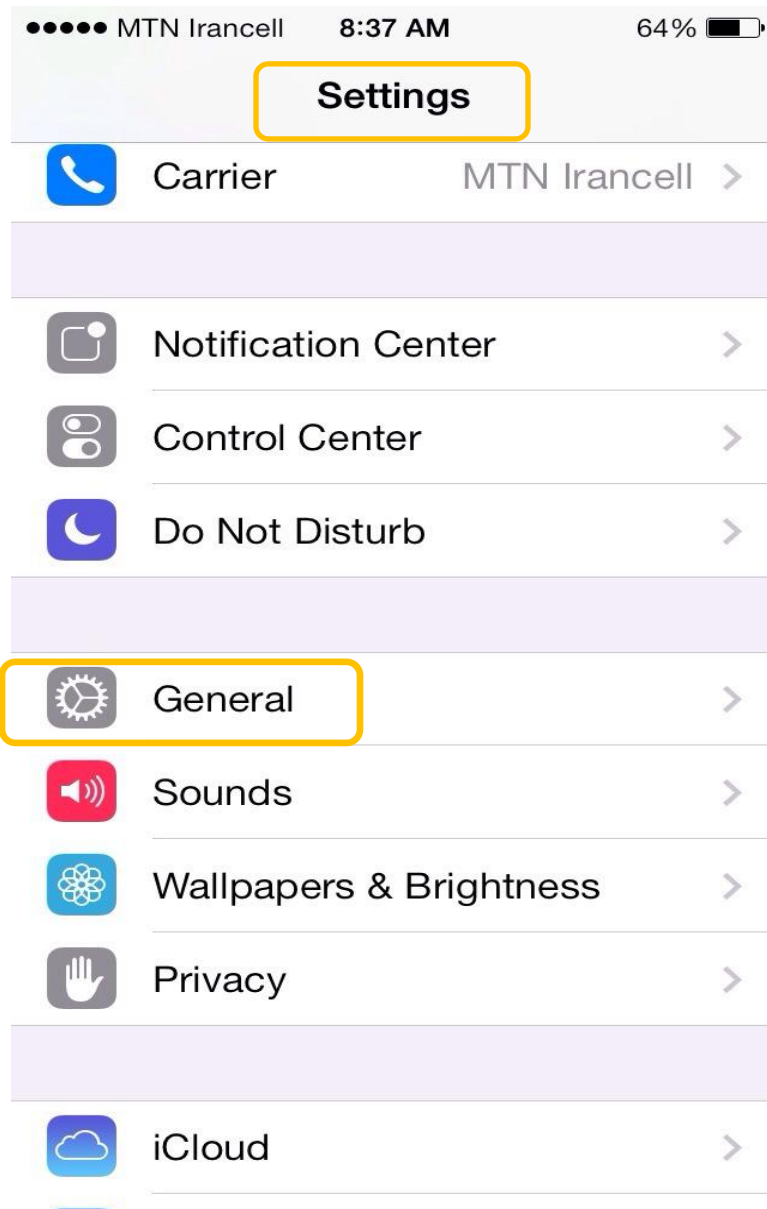 MTN Irancell 8:37 AM 64%
Settings
Carrier MTN Irancell
Notification Center
Control Center
Do Not Disturb
General
Sounds
Wallpapers & Brightness
Privacy
iCloud